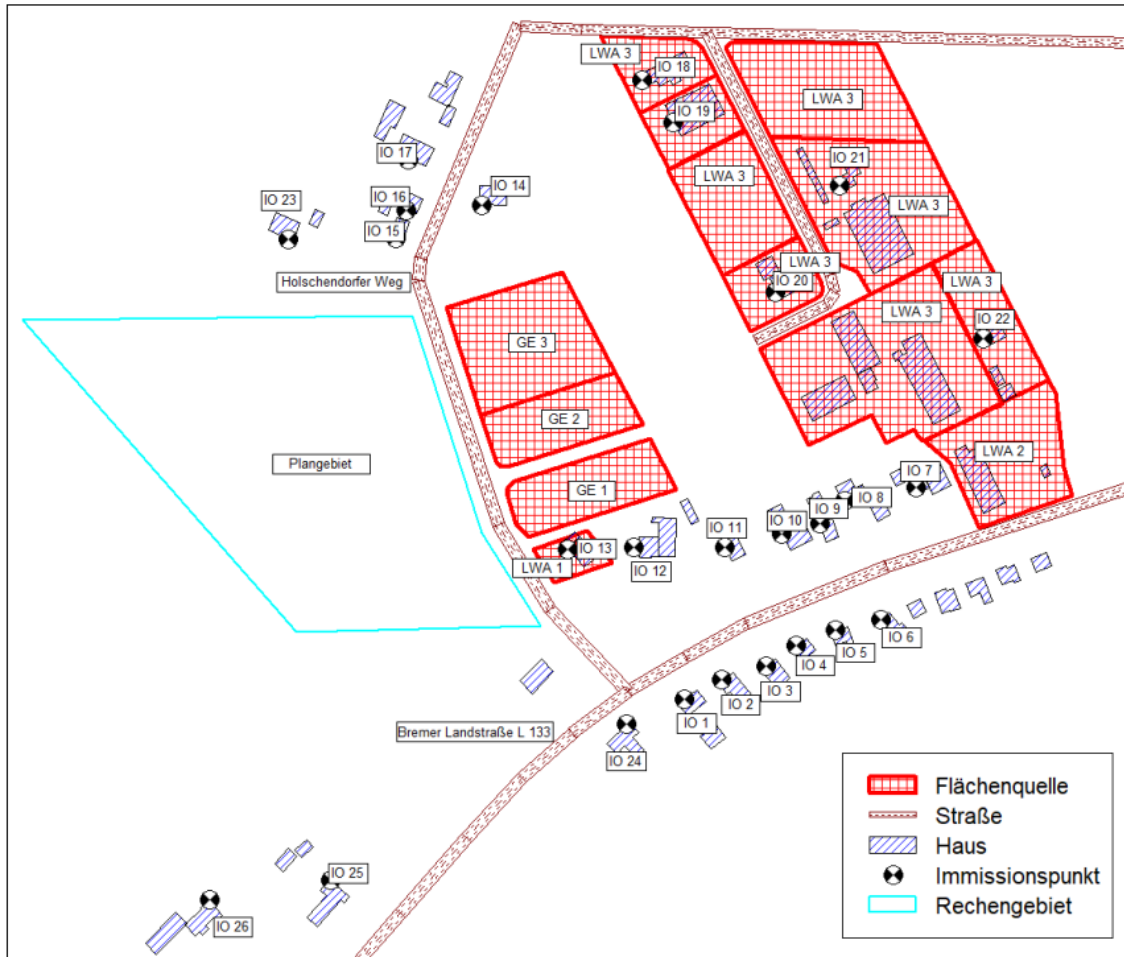 LWA 3
IO 18
LWA 3
IO 19
IO 17
IO 21
LWA 3
IO 14
IO 16
IO 23
LWA 3
IO 15
LWA 3
Holschendorfer Weg
IO 20
LWA 3
LWA 3
IO 22
GE 3
GE 2
Plangebiet
LWA 2
IO 7
GE 1
IO 8
IO 9
IO 10
IO 11
IO 13
LWA 1
IO 12
IO 6
IO 5
IO 4
IO 3
IO 2
IO 1
Bremer Landstraße L 133
IO 24
IO 25
IO 26
Flächenquelle
Straße
Haus
Immissionspunkt
Rechengebiet